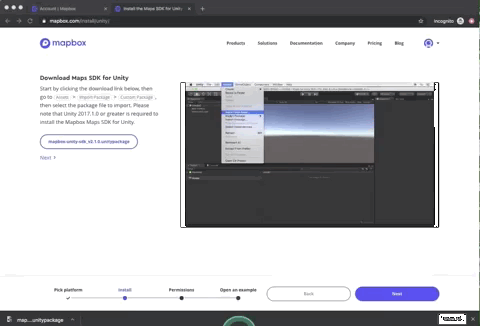 Account | Mapbox
Install the Maps SDK for Unity
mapbox.com/install/unity/
Incognito
mapbox
Products
Solutions
Documentation
Company
Pricing
Blog
Download Maps SDK for Unity
Start by clicking the download link below, then
go to Assets > Import Package > Custom Package >
, then select the package file to import. Please
note that Unity 2017.1.0 or greater is required to
install the Mapbox Maps SDK for Unity.
mapbox-unity-sdk_v2.1.0.unitypackage
Next >
Pick platform
Install
Permissions
Open an example
Back
Next
map....unitypackage